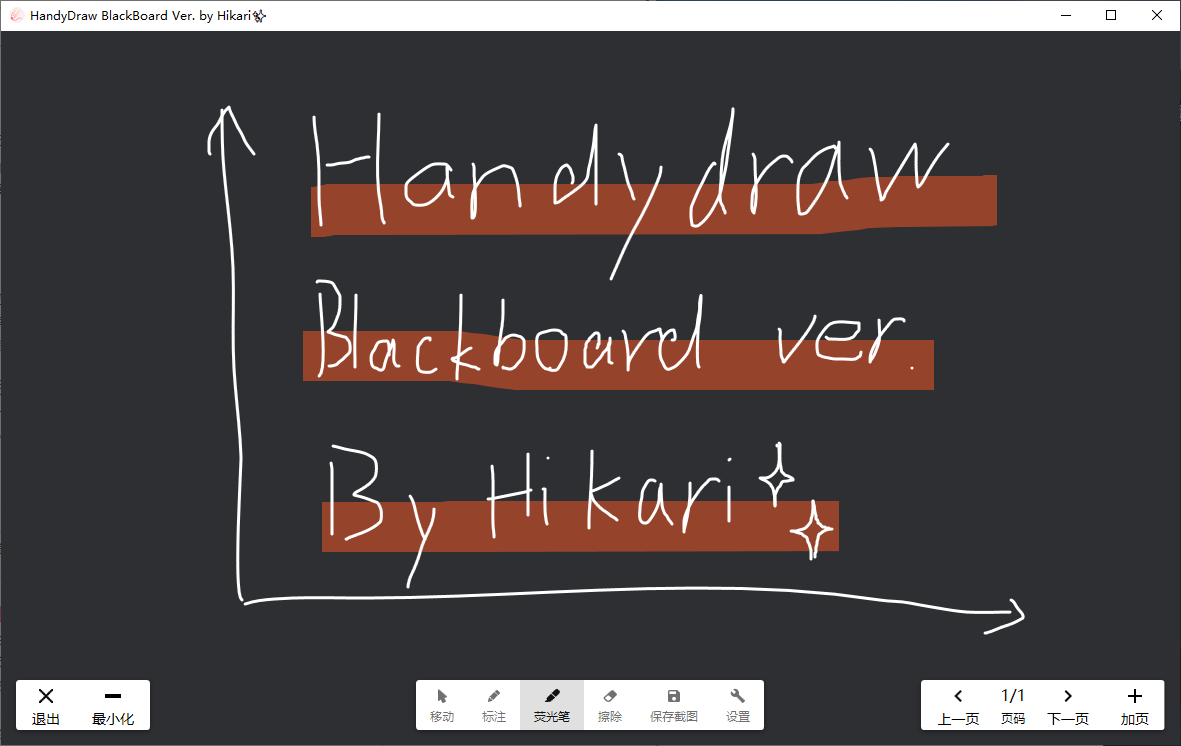 HandyDraw BlackBoard Ver. by Hikari✨
Handydraw
Blackboard ver.
By Hikari✨
退出 最小化
移动 标注 荧光笔 擦除 保存截图 设置
1/1
上一页 页码 下一页 加页